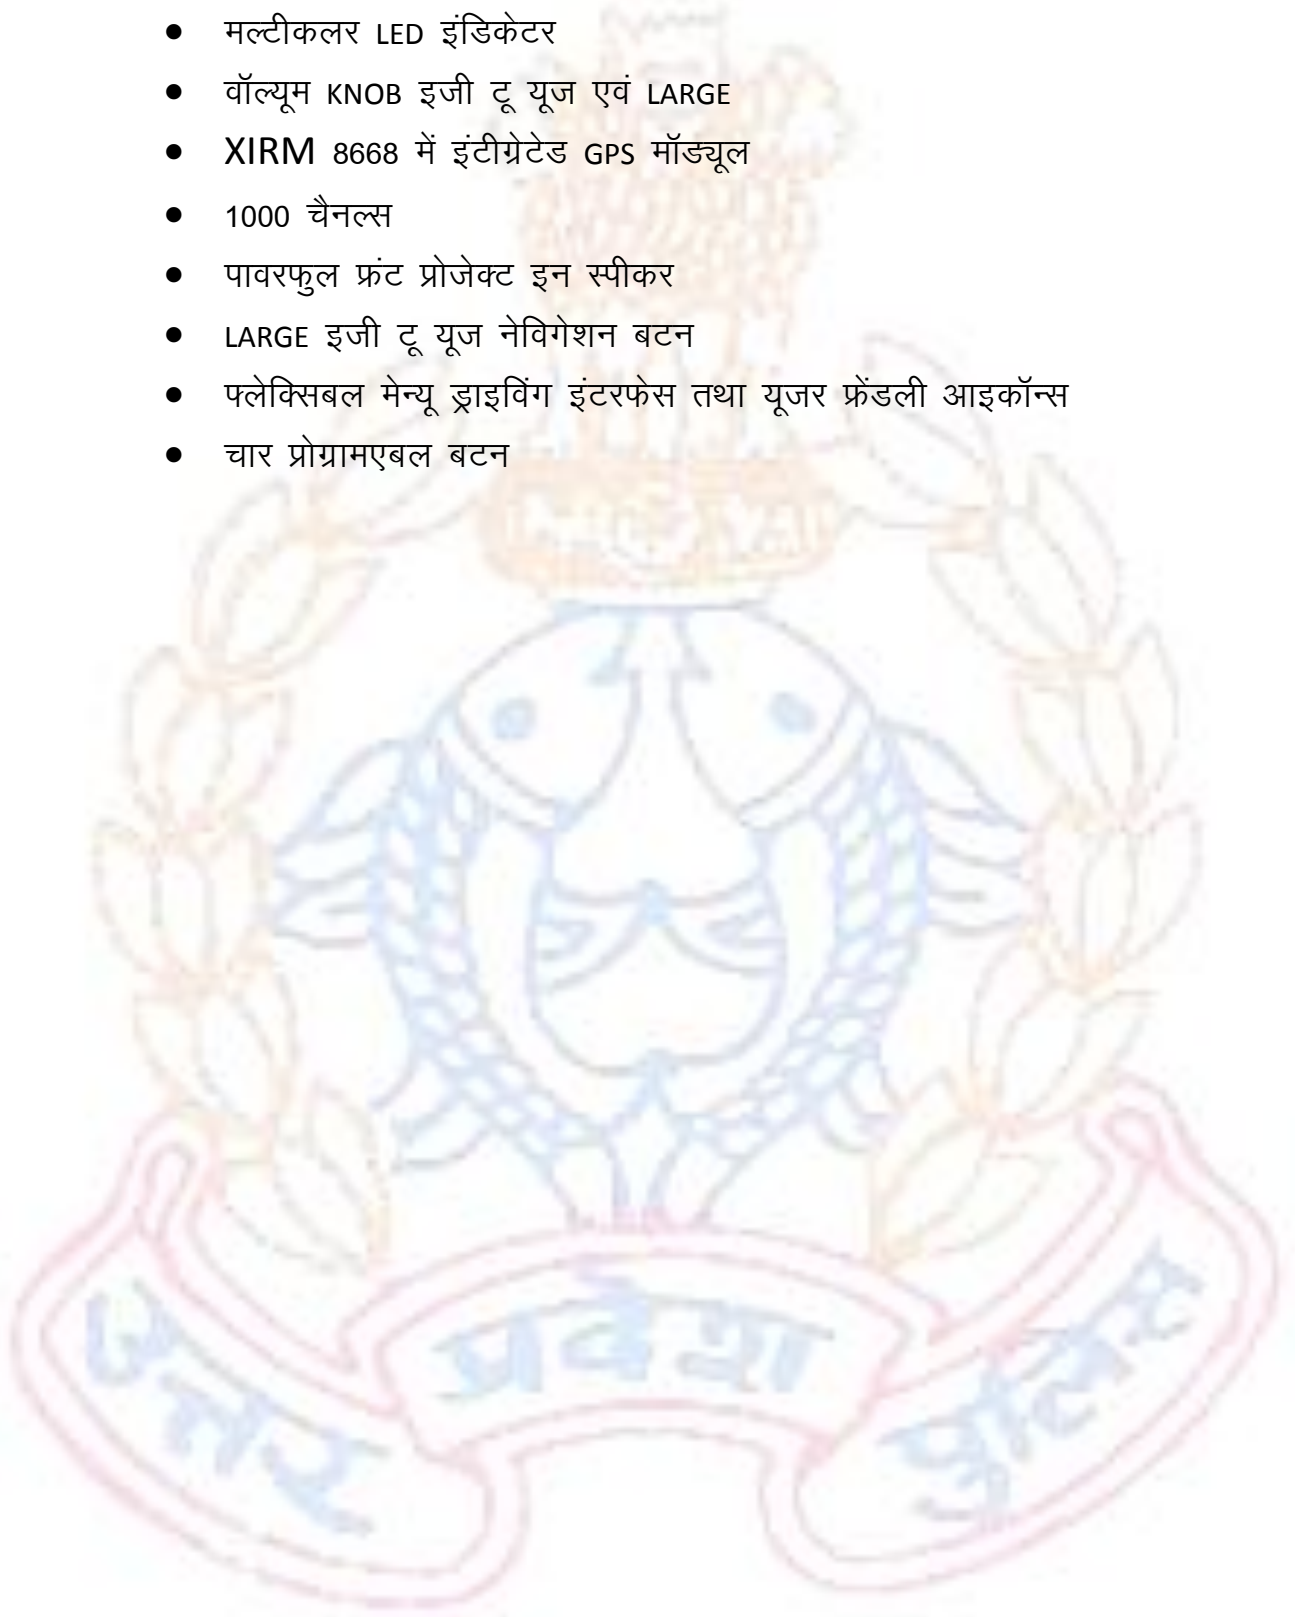 • मल्टीकलर LED इंडिकेटर
• वॉल्यूम KNOB इजी टू यूज एवं LARGE
• XIRM 8668 में इंटीग्रेटेड GPS मॉड्यूल
• 1000 चैनल्स
• पावरफुल फ्रंट प्रोजेक्ट इन स्पीकर
• LARGE इजी टू यूज नेविगेशन बटन
• फ्लेक्सिबल मेन्यू ड्राइविंग इंटरफेस तथा यूजर फ्रेंडली आइकॉन्स
• चार प्रोग्रामएबल बटन
उत्तर प्रदेश पुलिस